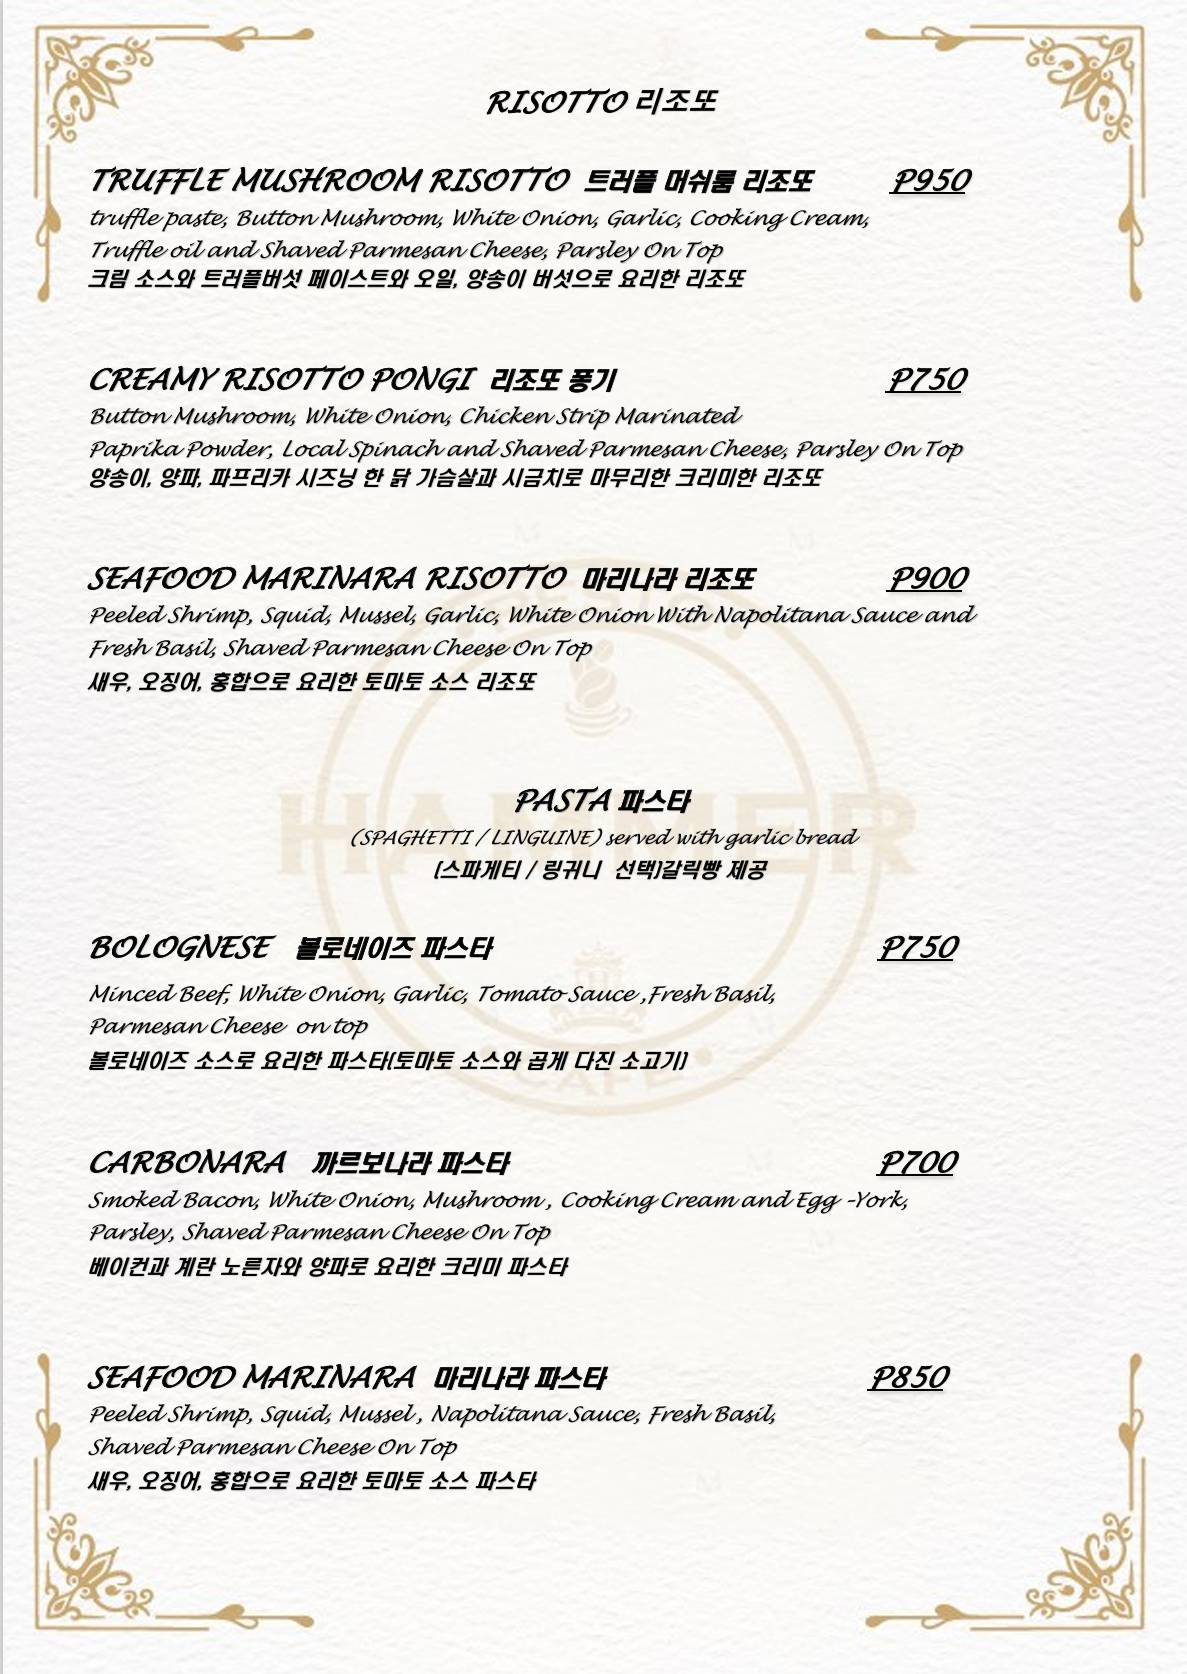 RISOTTO 리조또
TRUFFLE MUSHROOM RISOTTO 트러플 머쉬룸 리조또 P950
truffle paste, Button Mushroom, White Onion, Garlic, Cooking Cream,
Truffle oil and Shaved Parmesan Cheese, Parsley On Top
크림 소스와 트러플버섯 페이스트와 오일, 양송이 버섯으로 요리한 리조또
CREAMY RISOTTO PONGI 리조또 퐁기 P750
Button Mushroom, White Onion, Chicken Strip Marinated
Paprika Powder, Local Spinach and Shaved Parmesan Cheese, Parsley On Top
양송이, 양파, 파프리카 시즈닝 한 닭 가슴살과 시금치로 마무리한 크리미한 리조또
SEAFOOD MARINARA RISOTTO 마리나라 리조또 P900
Peeled Shrimp, Squid, Mussel, Garlic, White Onion With Napolitana Sauce and
Fresh Basil, Shaved Parmesan Cheese On Top
새우, 오징어, 홍합으로 요리한 토마토 소스 리조또
PASTA 파스타
(SPAGHETTI / LINGUINE) served with garlic bread
[스파게티 / 링귀니 선택]갈릭빵 제공
BOLOGNESE 볼로네이즈 파스타 P750
Minced Beef, White Onion, Garlic, Tomato Sauce ,Fresh Basil,
Parmesan Cheese on top
볼로네이즈 소스로 요리한 파스타[토마토 소스와 곱게 다진 소고기]
CARBONARA 까르보나라 파스타 P700
Smoked Bacon, White Onion, Mushroom , Cooking Cream and Egg -York,
Parsley, Shaved Parmesan Cheese On Top
베이컨과 계란 노른자와 양파로 요리한 크리미 파스타
SEAFOOD MARINARA 마리나라 파스타 P850
Peeled Shrimp, Squid, Mussel , Napolitana Sauce, Fresh Basil,
Shaved Parmesan Cheese On Top
새우, 오징어, 홍합으로 요리한 토마토 소스 파스타